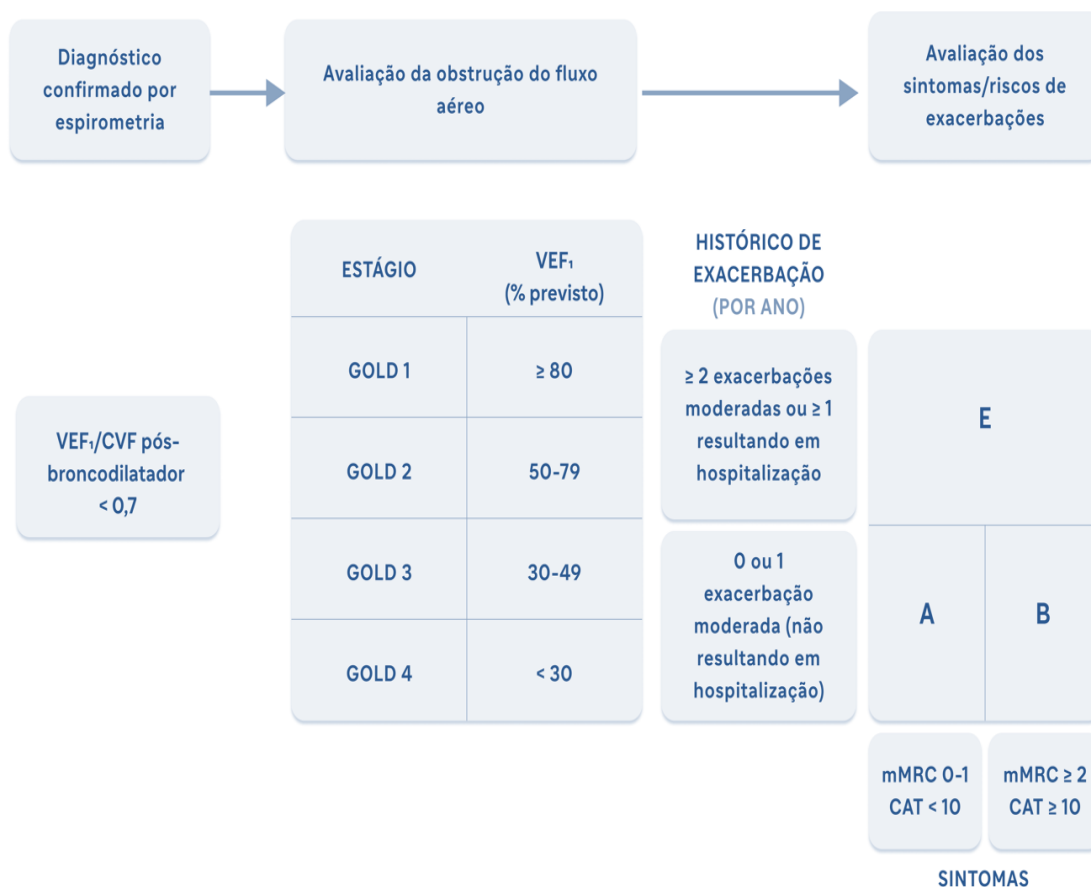 Diagnóstico
confirmado por
espirometria
Avaliação da obstrução do fluxo
aéreo
Avaliação dos
sintomas/riscos de
exacerbações
VEF₁/CVF pós-
broncodilatador
< 0,7
ESTÁGIO
VEF₁
(% previsto)
GOLD 1
≥ 80
GOLD 2
50-79
GOLD 3
30-49
GOLD 4
< 30
HISTÓRICO DE
EXACERBAÇÃO
(POR ANO)
≥ 2 exacerbações
moderadas ou ≥ 1
resultando em
hospitalização
0 ou 1
exacerbação
moderada (não
resultando em
hospitalização)
E
A
B
mMRC 0-1
CAT < 10
mMRC ≥ 2
CAT ≥ 10
SINTOMAS